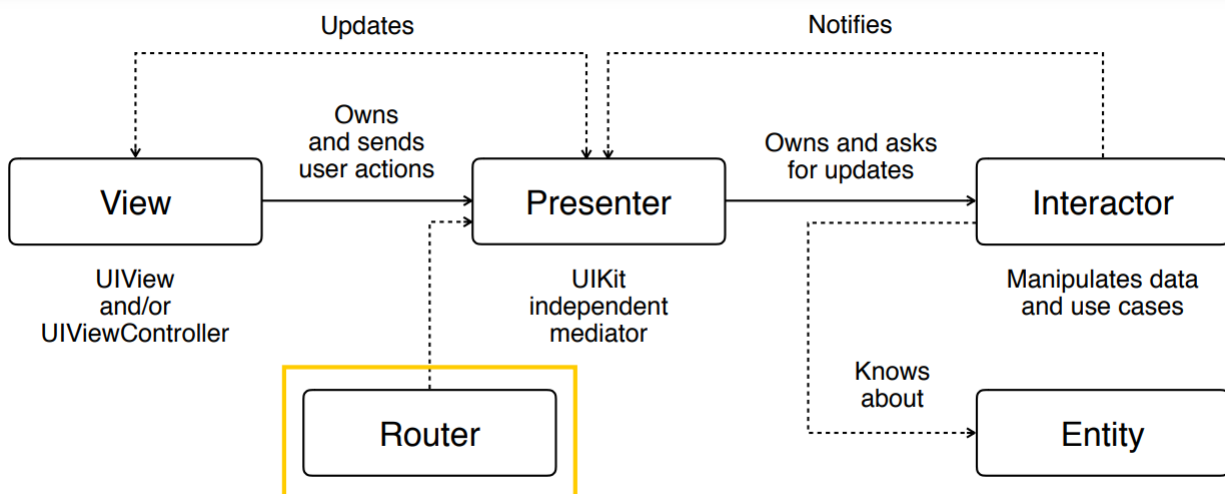 Updates
Notifies
Owns
and sends
user actions
Owns and asks
for updates
View
Presenter
Interactor
UIView
and/or
UIViewController
UIKit
independent
mediator
Manipulates data
and use cases
Knows
about
Router
Entity